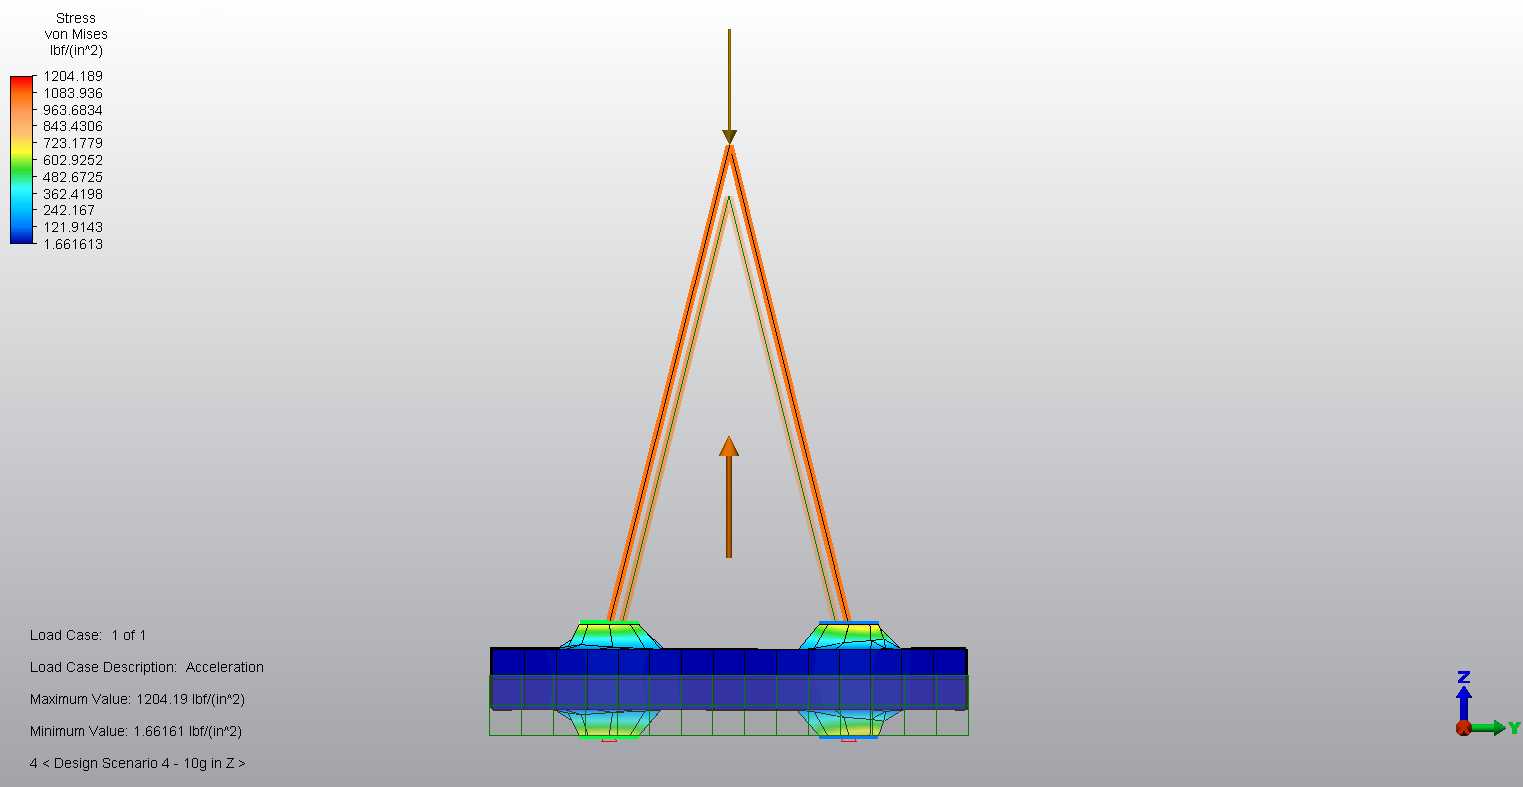 Stress
von Mises
lbf/(in^2)
1204.189
1083.936
963.6834
843.4306
723.1779
602.9252
482.6725
362.4198
242.167
121.9143
1.661613
Load Case: 1 of 1
Load Case Description: Acceleration
Maximum Value: 1204.19 lbf/(in^2)
Minimum Value: 1.66161 lbf/(in^2)
4 < Design Scenario 4 - 10g in Z >
Z
X
Y